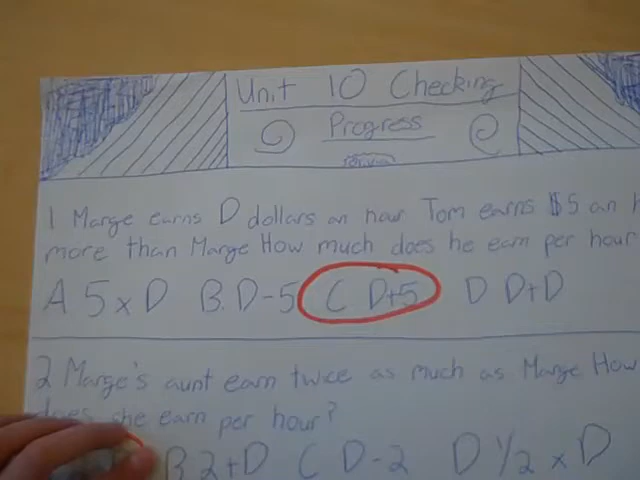 Unit 10 Checking
Progress
1 Marge earns D dollars an hour Tom earns $5 an
more than Marge How much does he earn per hour
A 5 x D B. D-5 C D+5 D D+D
2 Marge's aunt earn twice as much as Marge How
does she earn per hour?
B 2+D C D-2 D 1/2 x D